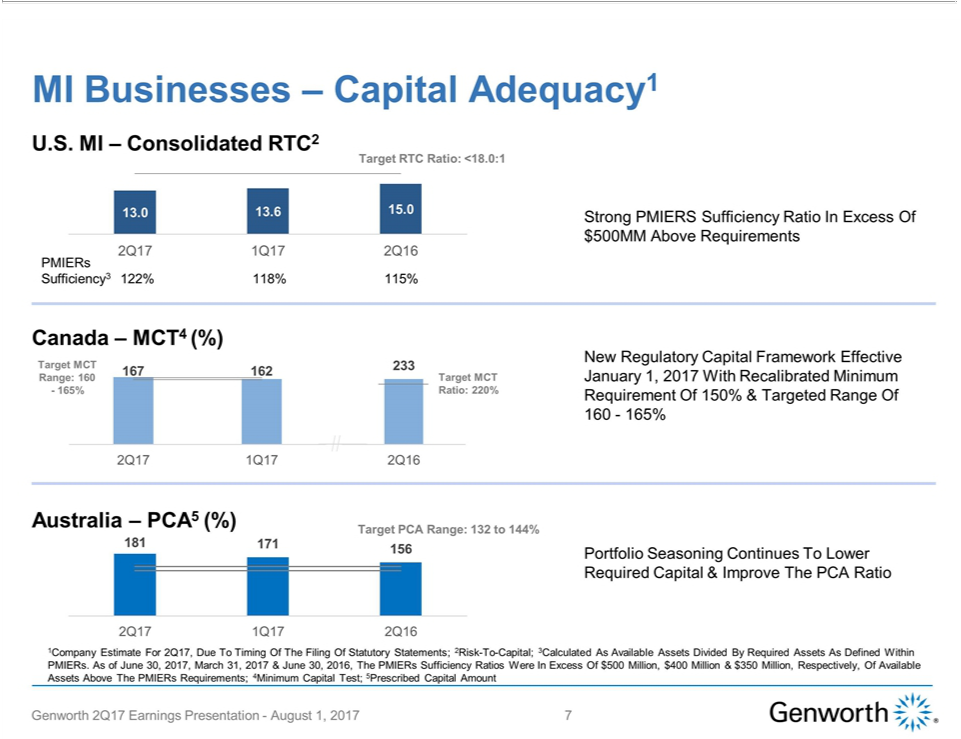 MI Businesses – Capital Adequacy¹
U.S. MI – Consolidated RTC²
Target RTC Ratio: <18.0:1
13.0
13.6
15.0
2Q17
1Q17
2Q16
PMIERs
Sufficiency³ 122% 118% 115%
Strong PMIERS Sufficiency Ratio In Excess Of
$500MM Above Requirements
Canada – MCT⁴ (%)
Target MCT
Range: 160
- 165%
167
162
233
Target MCT
Ratio: 220%
2Q17
1Q17
2Q16
New Regulatory Capital Framework Effective
January 1, 2017 With Recalibrated Minimum
Requirement Of 150% & Targeted Range Of
160 - 165%
Australia – PCA⁵ (%)
Target PCA Range: 132 to 144%
181
171
156
2Q17
1Q17
2Q16
Portfolio Seasoning Continues To Lower
Required Capital & Improve The PCA Ratio
¹Company Estimate For 2Q17, Due To Timing Of The Filing Of Statutory Statements; ²Risk-To-Capital; ³Calculated As Available Assets Divided By Required Assets As Defined Within
PMIERs. As of June 30, 2017, March 31, 2017 & June 30, 2016, The PMIERs Sufficiency Ratios Were In Excess Of $500 Million, $400 Million & $350 Million, Respectively, Of Available
Assets Above The PMIERs Requirements; ⁴Minimum Capital Test; ⁵Prescribed Capital Amount
Genworth 2Q17 Earnings Presentation - August 1, 2017
7
Genworth